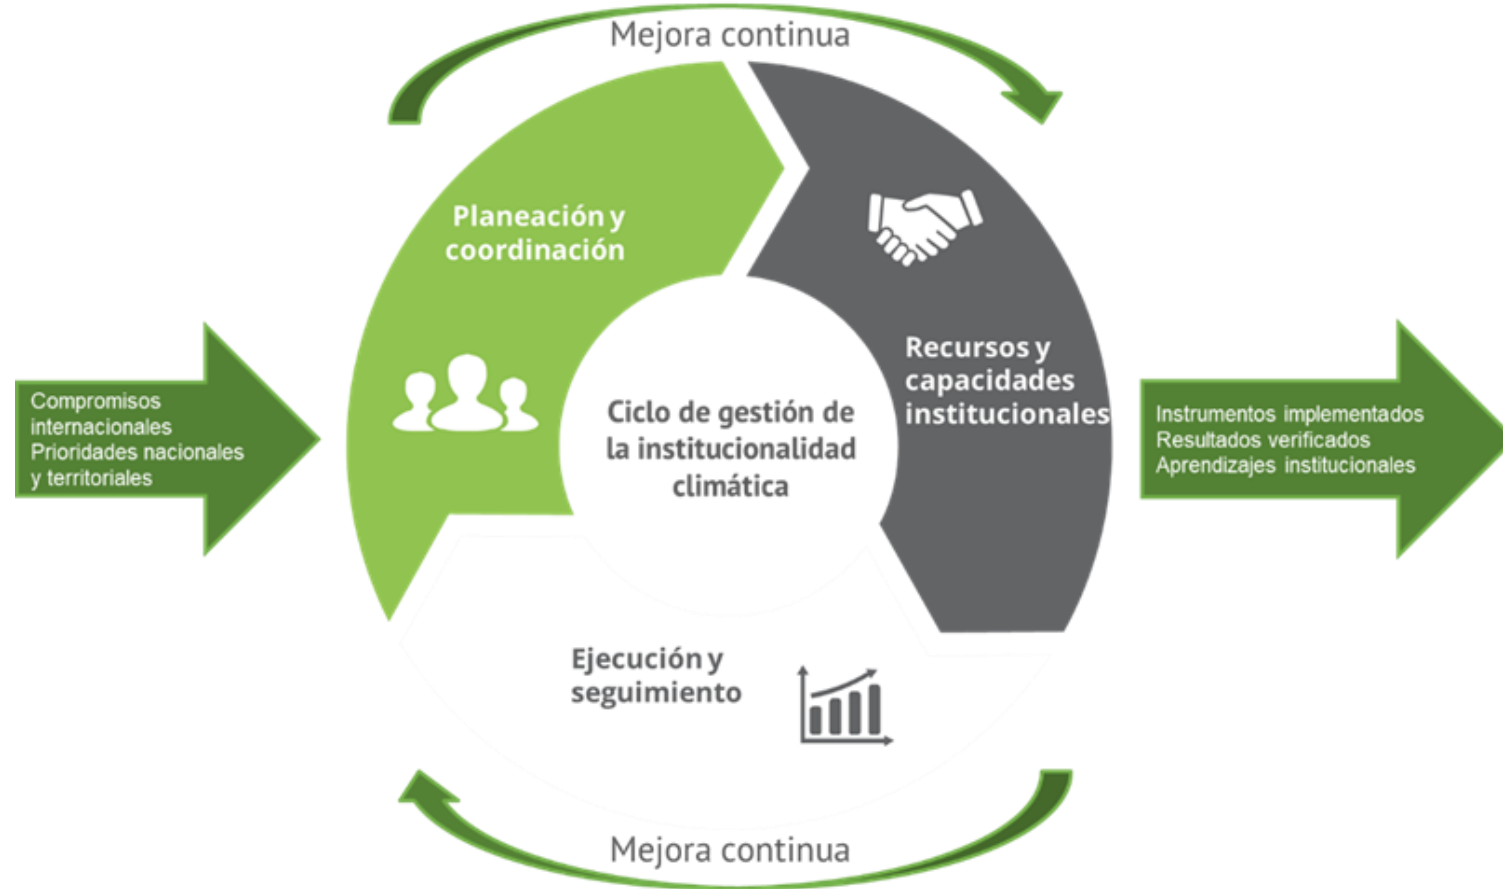 Mejora continua
Planeación y
coordinación
Recursos y
capacidades
institucionales
Compromisos
internacionales
Prioridades nacionales
y territoriales
Ciclo de gestión de
la institucionalidad
climática
Instrumentos implementados
Resultados verificados
Aprendizajes institucionales
Ejecución y
seguimiento
Mejora continua